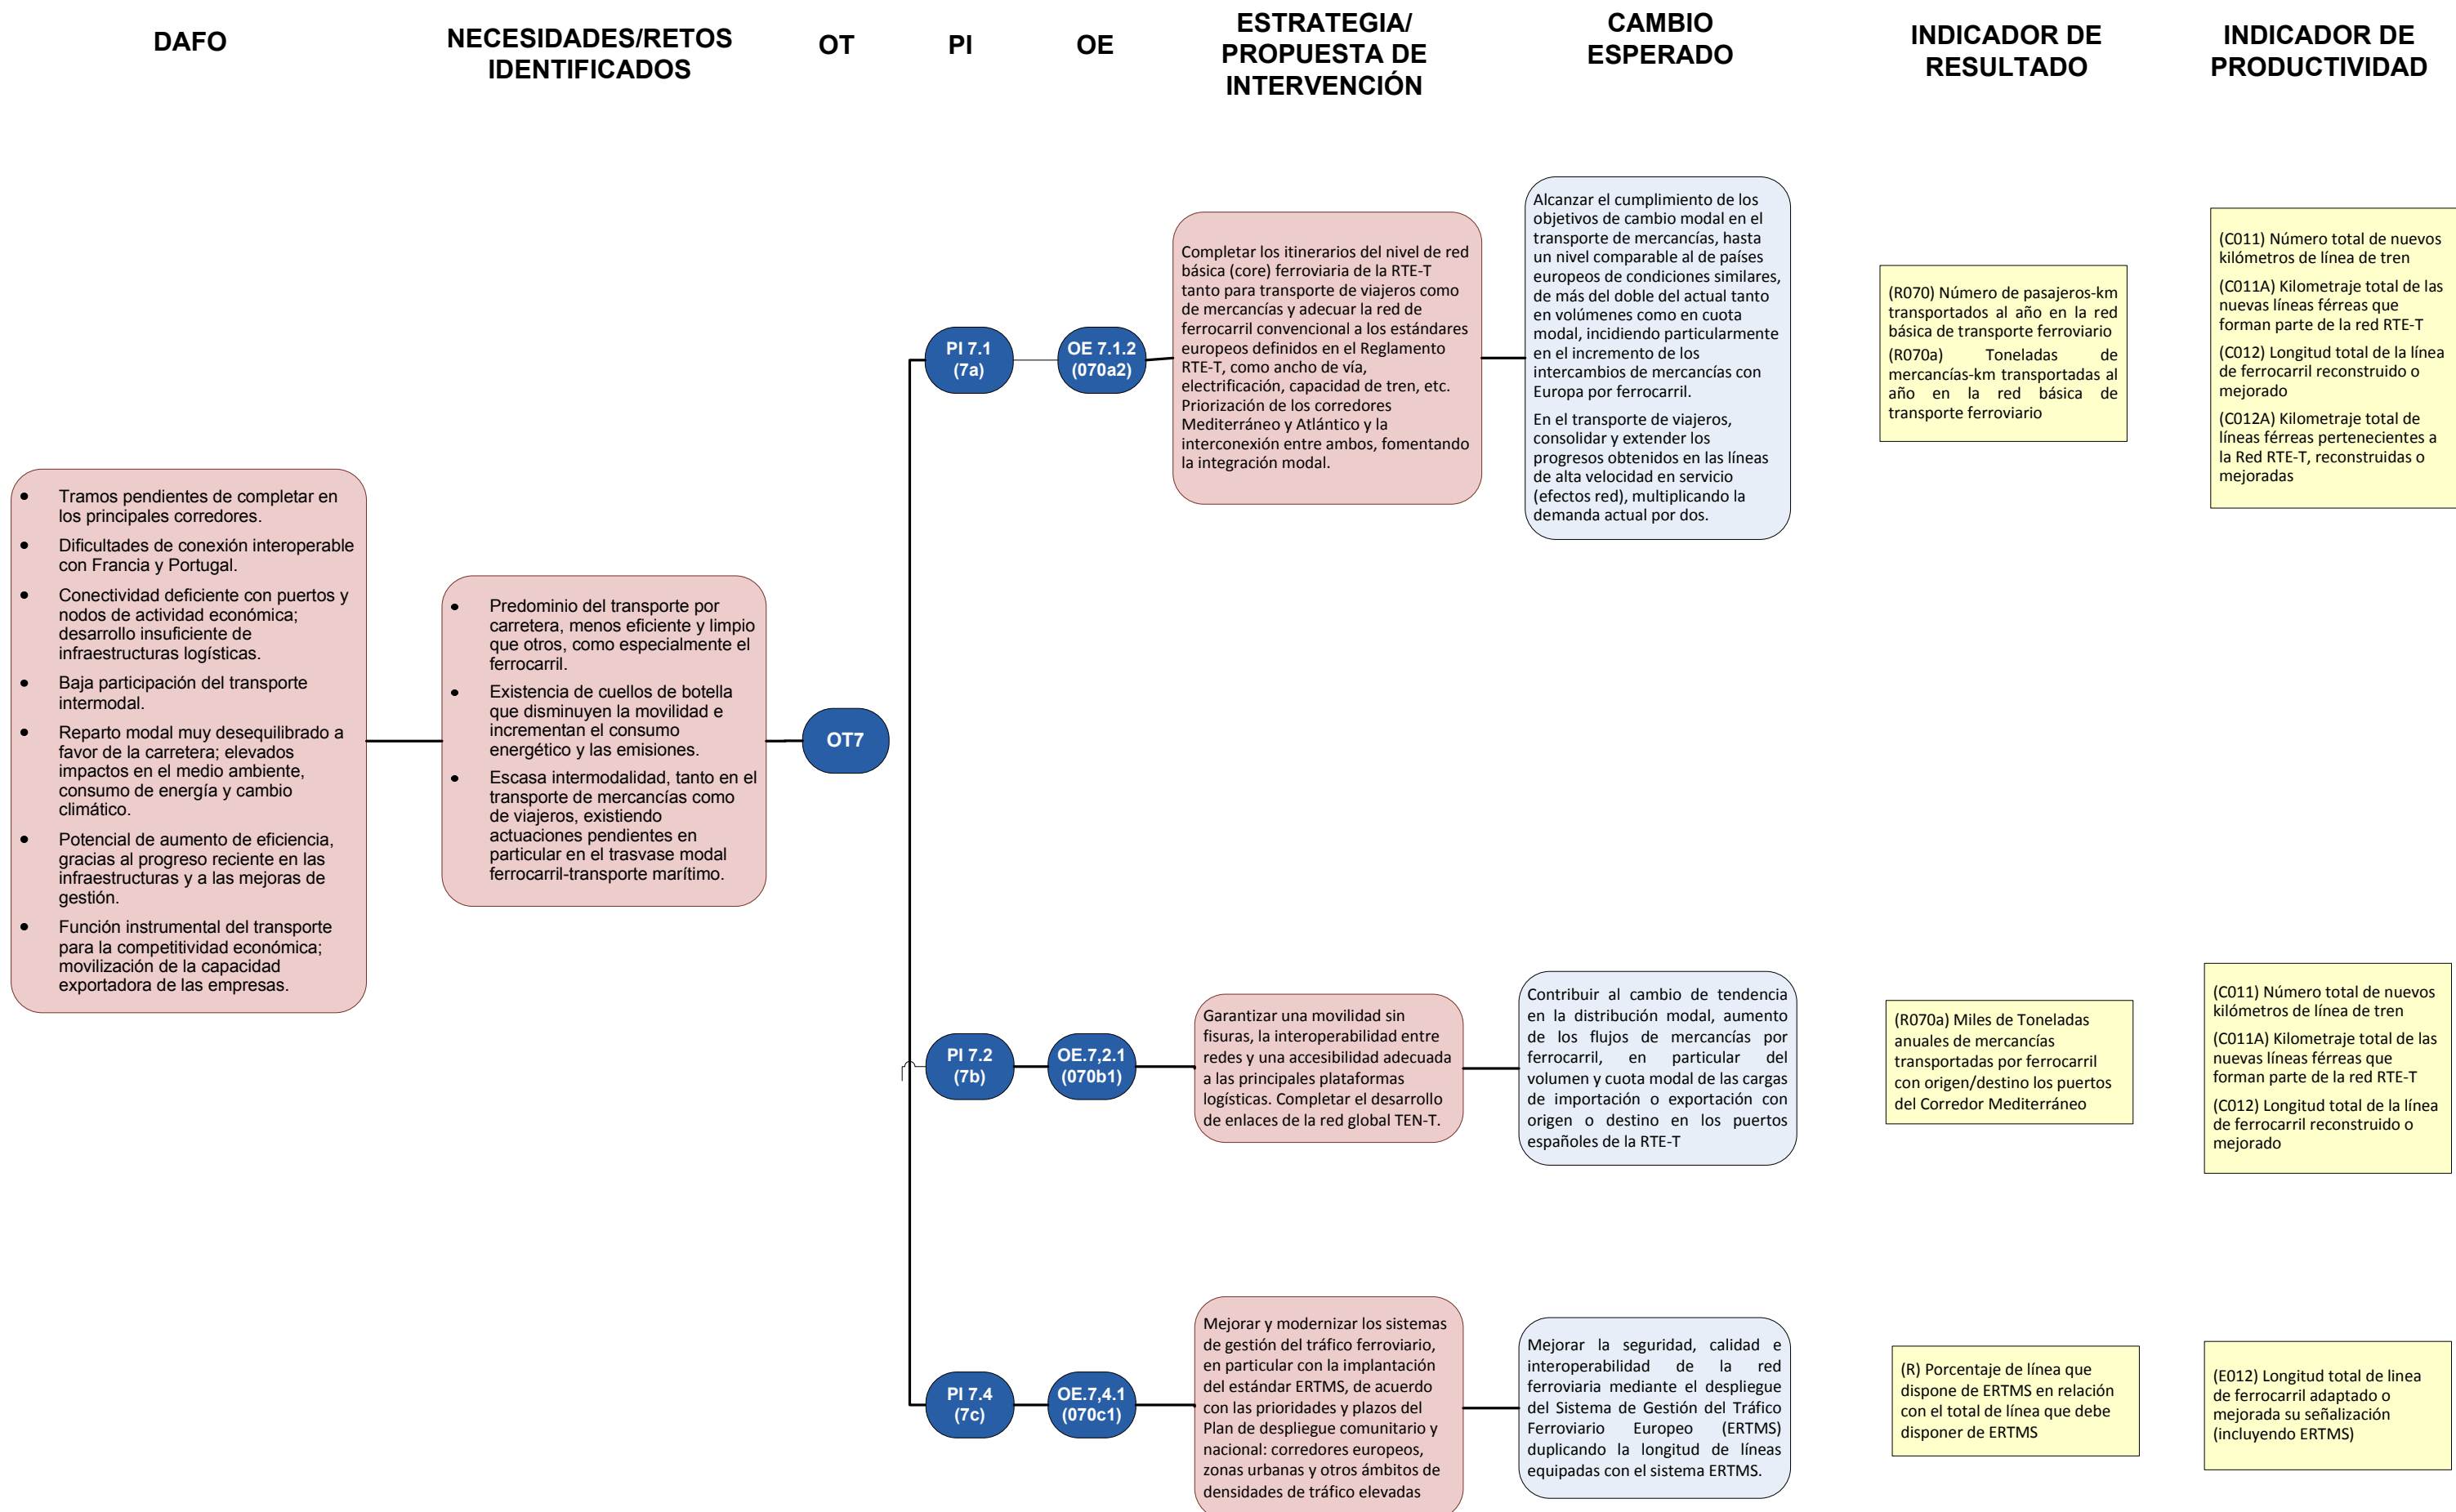 DAFO
NECESIDADES/RETOS
IDENTIFICADOS
OT
PI
OE
ESTRATEGIA/
PROPUESTA DE
INTERVENCIÓN
CAMBIO
ESPERADO
INDICADOR DE
RESULTADO
INDICADOR DE
PRODUCTIVIDAD
• Tramos pendientes de completar en
los principales corredores.
• Dificultades de conexión interoperable
con Francia y Portugal.
• Conectividad deficiente con puertos y
nodos de actividad económica;
desarrollo insuficiente de
infraestructuras logísticas.
• Baja participación del transporte
intermodal.
• Reparto modal muy desequilibrado a
favor de la carretera; elevados
impactos en el medio ambiente,
consumo de energía y cambio
climático.
• Potencial de aumento de eficiencia,
gracias al progreso reciente en las
infraestructuras y a las mejoras de
gestión.
• Función instrumental del transporte
para la competitividad económica;
movilización de la capacidad
exportadora de las empresas.
• Predominio del transporte por
carretera, menos eficiente y limpio
que otros, como especialmente el
ferrocarril.
• Existencia de cuellos de botella
que disminuyen la movilidad e
incrementan el consumo
energético y las emisiones.
• Escasa intermodalidad, tanto en el
transporte de mercancías como
de viajeros, existiendo
actuaciones pendientes en
particular en el trasvase modal
ferrocarril-transporte marítimo.
OT7
PI 7.1
(7a)
OE 7.1.2
(070a2)
Completar los itinerarios del nivel de red
básica (core) ferroviaria de la RTE-T
tanto para transporte de viajeros como
de mercancías y adecuar la red de
ferrocarril convencional a los estándares
europeos definidos en el Reglamento
RTE-T, como ancho de vía,
electrificación, capacidad de tren, etc.
Priorización de los corredores
Mediterráneo y Atlántico y la
interconexión entre ambos, fomentando
la integración modal.
Alcanzar el cumplimiento de los
objetivos de cambio modal en el
transporte de mercancías, hasta
un nivel comparable al de países
europeos de condiciones similares,
de más del doble del actual tanto
en volúmenes como en cuota
modal, incidiendo particularmente
en el incremento de los
intercambios de mercancías con
Europa por ferrocarril.
En el transporte de viajeros,
consolidar y extender los
progresos obtenidos en las líneas
de alta velocidad en servicio
(efectos red), multiplicando la
demanda actual por dos.
(R070) Número de pasajeros-km
transportados al año en la red
básica de transporte ferroviario
(R070a) Toneladas de
mercancías-km transportadas al
año en la red básica de
transporte ferroviario
(C011) Número total de nuevos
kilómetros de línea de tren
(C011A) Kilometraje total de las
nuevas líneas férreas que
forman parte de la red RTE-T
(C012) Longitud total de la línea
de ferrocarril reconstruido o
mejorado
(C012A) Kilometraje total de
líneas férreas pertenecientes a
la Red RTE-T, reconstruidas o
mejoradas
PI 7.2
(7b)
OE.7,2.1
(070b1)
Garantizar una movilidad sin
fisuras, la interoperabilidad entre
redes y una accesibilidad adecuada
a las principales plataformas
logísticas. Completar el desarrollo
de enlaces de la red global TEN-T.
Contribuir al cambio de tendencia
en la distribución modal, aumento
de los flujos de mercancías por
ferrocarril, en particular del
volumen y cuota modal de las cargas
de importación o exportación con
origen o destino en los puertos
españoles de la RTE-T
(R070a) Miles de Toneladas
anuales de mercancías
transportadas por ferrocarril
con origen/destino los puertos
del Corredor Mediterráneo
(C011) Número total de nuevos
kilómetros de línea de tren
(C011A) Kilometraje total de las
nuevas líneas férreas que
forman parte de la red RTE-T
(C012) Longitud total de la línea
de ferrocarril reconstruido o
mejorado
PI 7.4
(7c)
OE.7,4.1
(070c1)
Mejorar y modernizar los sistemas
de gestión del tráfico ferroviario,
en particular con la implantación
del estándar ERTMS, de acuerdo
con las prioridades y plazos del
Plan de despliegue comunitario y
nacional: corredores europeos,
zonas urbanas y otros ámbitos de
densidades de tráfico elevadas
Mejorar la seguridad, calidad e
interoperabilidad de la red
ferroviaria mediante el despliegue
del Sistema de Gestión del Tráfico
Ferroviario Europeo (ERTMS)
duplicando la longitud de líneas
equipadas con el sistema ERTMS.
(R) Porcentaje de línea que
dispone de ERTMS en relación
con el total de línea que debe
disponer de ERTMS
(E012) Longitud total de linea
de ferrocarril adaptado o
mejorada su señalización
(incluyendo ERTMS)